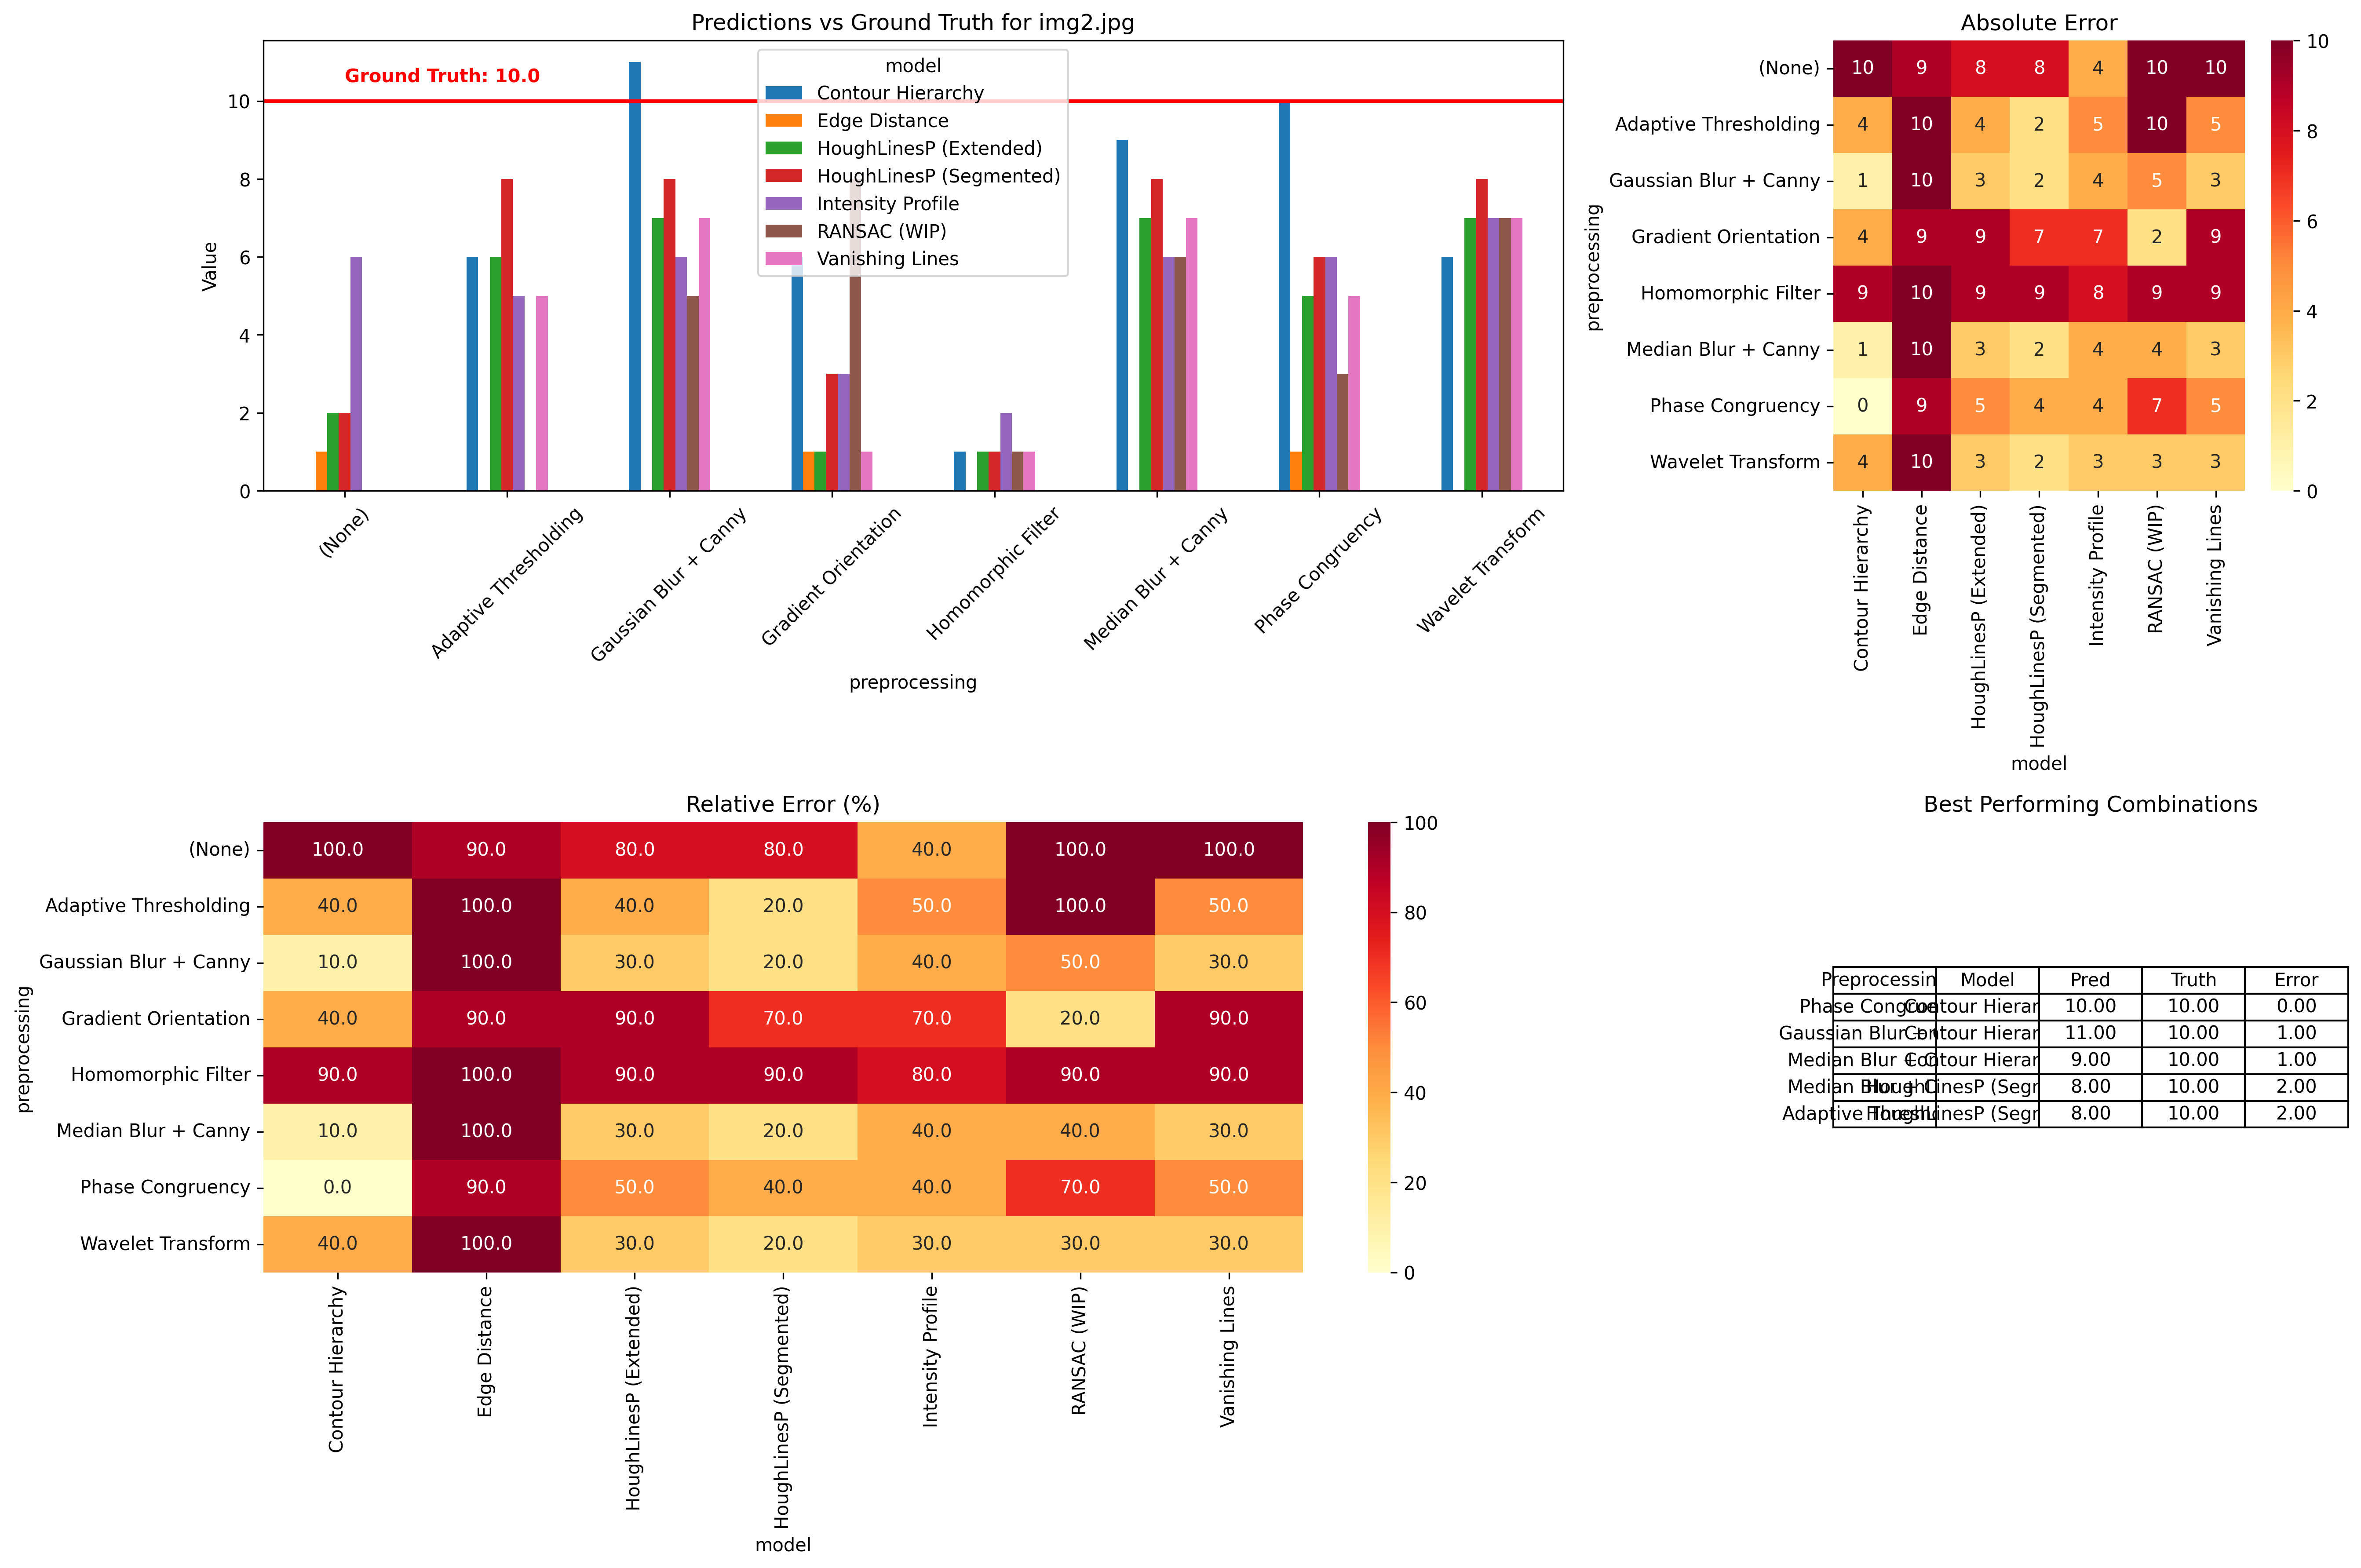 Predictions vs Ground Truth for img2.jpg
Ground Truth: 10.0
model
Contour Hierarchy
Edge Distance
HoughLinesP (Extended)
HoughLinesP (Segmented)
Intensity Profile
RANSAC (WIP)
Vanishing Lines
Value
10
8
6
4
2
0
(None)
Adaptive Thresholding
Gaussian Blur + Canny
Gradient Orientation
Homomorphic Filter
Median Blur + Canny
Phase Congruency
Wavelet Transform
preprocessing
Absolute Error
preprocessing
(None) 10 9 8 8 4 10 10
Adaptive Thresholding 4 10 4 2 5 10 5
Gaussian Blur + Canny 1 10 3 2 4 5 3
Gradient Orientation 4 9 9 7 7 2 9
Homomorphic Filter 9 10 9 9 8 9 9
Median Blur + Canny 1 10 3 2 4 4 3
Phase Congruency 0 9 5 4 4 7 5
Wavelet Transform 4 10 3 2 3 3 3
Contour Hierarchy
Edge Distance
HoughLinesP (Extended)
HoughLinesP (Segmented)
Intensity Profile
RANSAC (WIP)
Vanishing Lines
model
10
8
6
4
2
0
Relative Error (%)
preprocessing
(None) 100.0 90.0 80.0 80.0 40.0 100.0 100.0
Adaptive Thresholding 40.0 100.0 40.0 20.0 50.0 100.0 50.0
Gaussian Blur + Canny 10.0 100.0 30.0 20.0 40.0 50.0 30.0
Gradient Orientation 40.0 90.0 90.0 70.0 70.0 20.0 90.0
Homomorphic Filter 90.0 100.0 90.0 90.0 80.0 90.0 90.0
Median Blur + Canny 10.0 100.0 30.0 20.0 40.0 40.0 30.0
Phase Congruency 0.0 90.0 50.0 40.0 40.0 70.0 50.0
Wavelet Transform 40.0 100.0 30.0 20.0 30.0 30.0 30.0
Contour Hierarchy
Edge Distance
HoughLinesP (Extended)
HoughLinesP (Segmented)
Intensity Profile
RANSAC (WIP)
Vanishing Lines
model
100
80
60
40
20
0
Best Performing Combinations
Preprocessin Model Pred Truth Error
Phase Contour Hierar 10.00 10.00 0.00
Gaussian Blur Contour Hierar 11.00 10.00 1.00
Median Blur Contour Hierar 9.00 10.00 1.00
Median (Segr 8.00 10.00 2.00
Adaptive (Segr 8.00 10.00 2.00